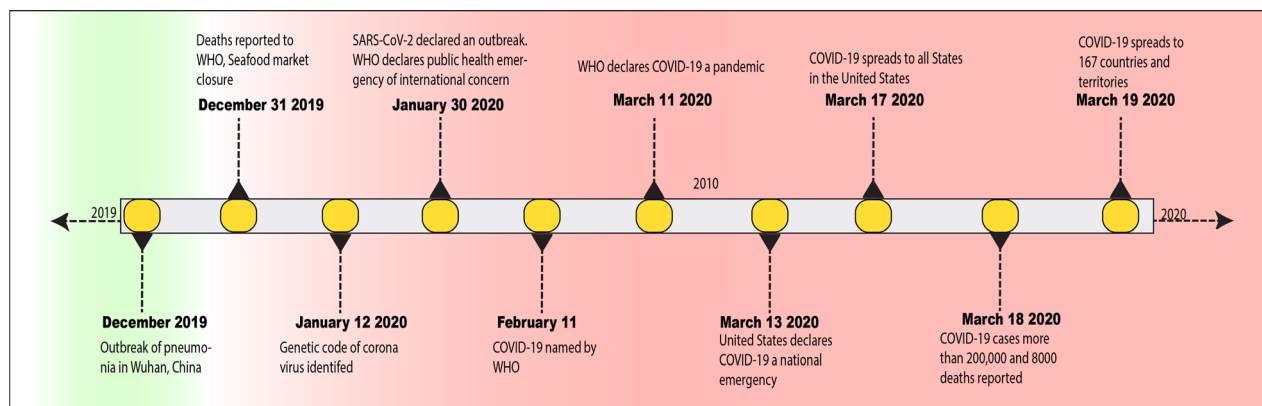 Deaths reported to
WHO, Seafood market
closure
December 31 2019
SARS-CoV-2 declared an outbreak.
WHO declares public health emer-
gency of international concern
January 30 2020
WHO declares COVID-19 a pandemic
March 11 2020
COVID-19 spreads to all States
in the United States
March 17 2020
COVID-19 spreads to
167 countries and
territories
March 19 2020
2010
2019
2020
December 2019
Outbreak of pneumo-
nia in Wuhan, China
January 12 2020
Genetic code of corona
virus identifed
February 11
COVID-19 named by
WHO
March 13 2020
United States declares
COVID-19 a national
emergency
March 18 2020
COVID-19 cases more
than 200,000 and 8000
deaths reported